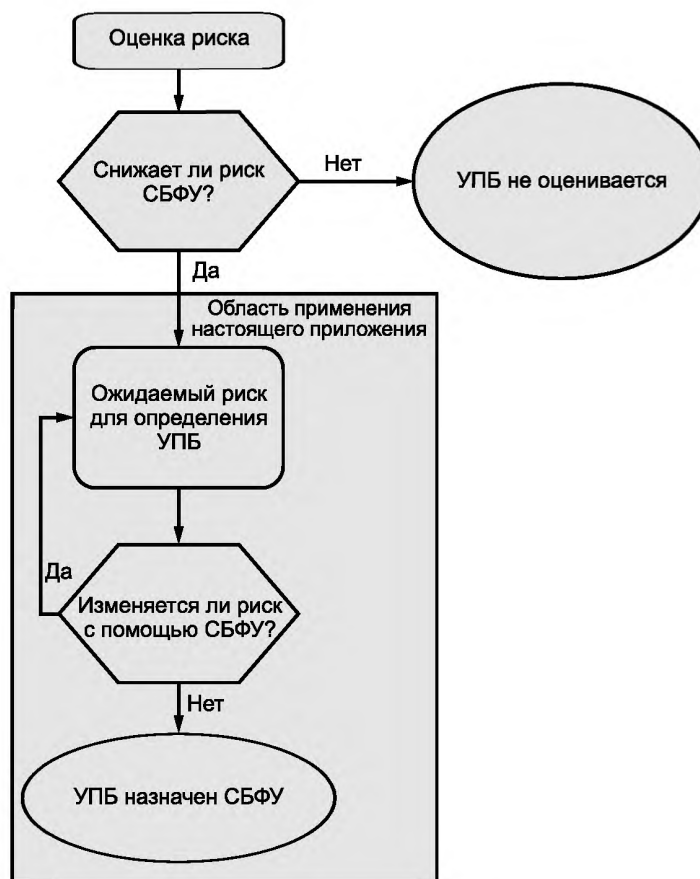 Оценка риска
Снижает ли риск
СБФУ?
Нет
УПБ не оценивается
Да
Область применения
настоящего приложения
Ожидаемый риск
для определения
УПБ
Да
Изменяется ли риск
с помощью СБФУ?
Нет
УПБ назначен СБФУ